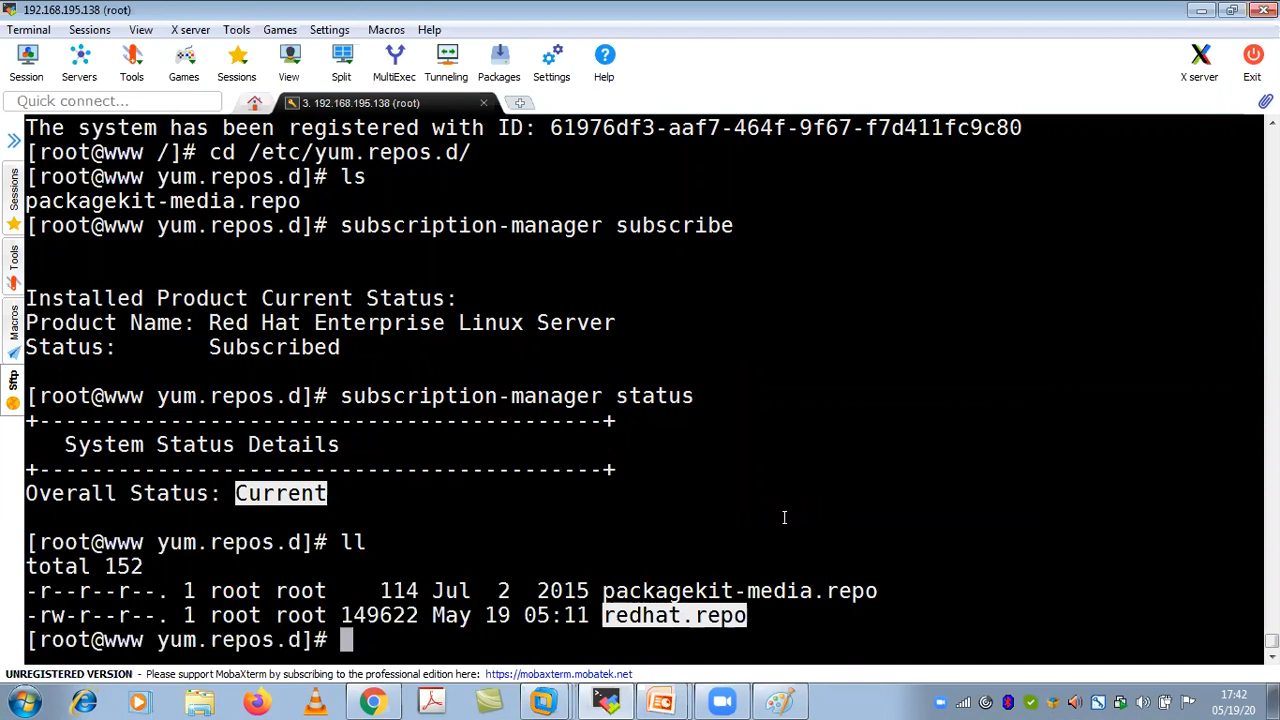 192.168.195.138 (root)
Terminal Sessions View X server Tools Games Settings Macros Help
Session Servers Tools Games Sessions View Split MultiExec Tunneling Packages Settings Help X server Exit
Quick connect...
3. 192.168.195.138 (root)
The system has been registered with ID: 61976df3-aaf7-464f-9f67-f7d411fc9c80
[root@www /]# cd /etc/yum.repos.d/
[root@www yum.repos.d]# ls
packagekit-media.repo
[root@www yum.repos.d]# subscription-manager subscribe
Installed Product Current Status:
Product Name: Red Hat Enterprise Linux Server
Status:       Subscribed
[root@www yum.repos.d]# subscription-manager status
+-------------------------------------------+
   System Status Details
+-------------------------------------------+
Overall Status: Current
[root@www yum.repos.d]# ll
total 152
-r--r--r--. 1 root root    114 Jul  2  2015 packagekit-media.repo
-rw-r--r--. 1 root root 149622 May 19 05:11 redhat.repo
[root@www yum.repos.d]#
Sessions
Tools
Macros
Sftp
UNREGISTERED VERSION - Please support MobaXterm by subscribing to the professional edition here: https://mobaxterm.mobatek.net
17:42
05/19/20